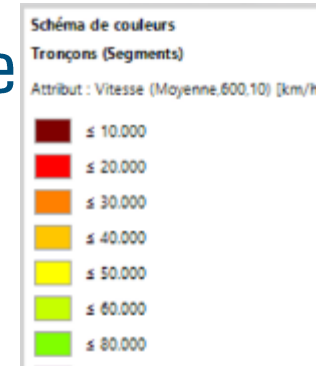 Schéma de couleurs
e
Tronçons (Segments)
Attribut : Vitesse (Moyenne,600,10) [km/h
≤ 10.000
≤ 20.000
≤ 30.000
≤ 40.000
≤ 50.000
≤ 60.000
≤ 80.000